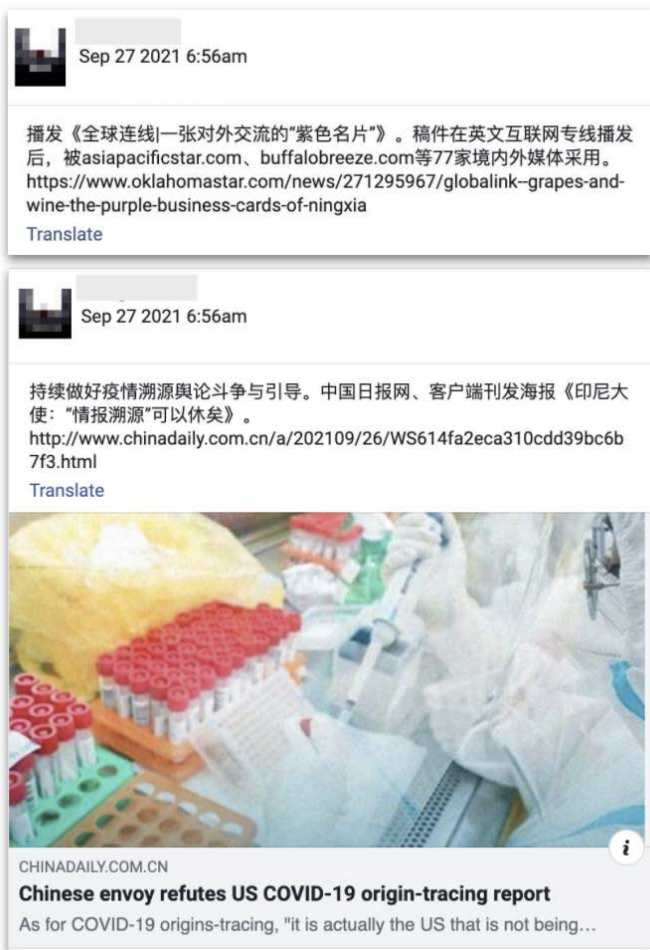 Sep 27 2021 6:56am
播发《全球连线|一张对外交流的“紫色名片”》。稿件在英文互联网专线播发
后，被asiapacificstar.com、buffalobreeze.com等77家境内外媒体采用。
https://www.oklahomastar.com/news/271295967/globalink--grapes-and-
wine-the-purple-business-cards-of-ningxia
Translate
Sep 27 2021 6:56am
持续做好疫情溯源舆论斗争与引导。中国日报网、客户端刊发海报《印尼大
使：“情报溯源”可以休矣》。
http://www.chinadaily.com.cn/a/202109/26/WS614fa2eca310cdd39bc6b
7f3.html
Translate
i
CHINADAILY.COM.CN
Chinese envoy refutes US COVID-19 origin-tracing report
As for COVID-19 origins-tracing, "it is actually the US that is not being...